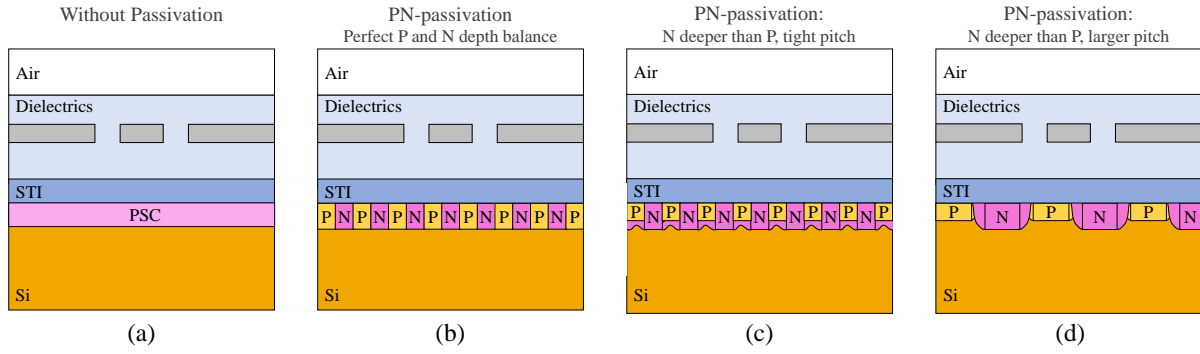 Without Passivation
Air
Dielectrics
STI
PSC
Si
(a)
PN-passivation
Perfect P and N depth balance
Air
Dielectrics
STI
P N P N P N P N P N P N P N P
Si
(b)
PN-passivation:
N deeper than P, tight pitch
Air
Dielectrics
STI
P N P N P N P N P N P N P N P
Si
(c)
PN-passivation:
N deeper than P, larger pitch
Air
Dielectrics
STI
P N P N P N
Si
(d)